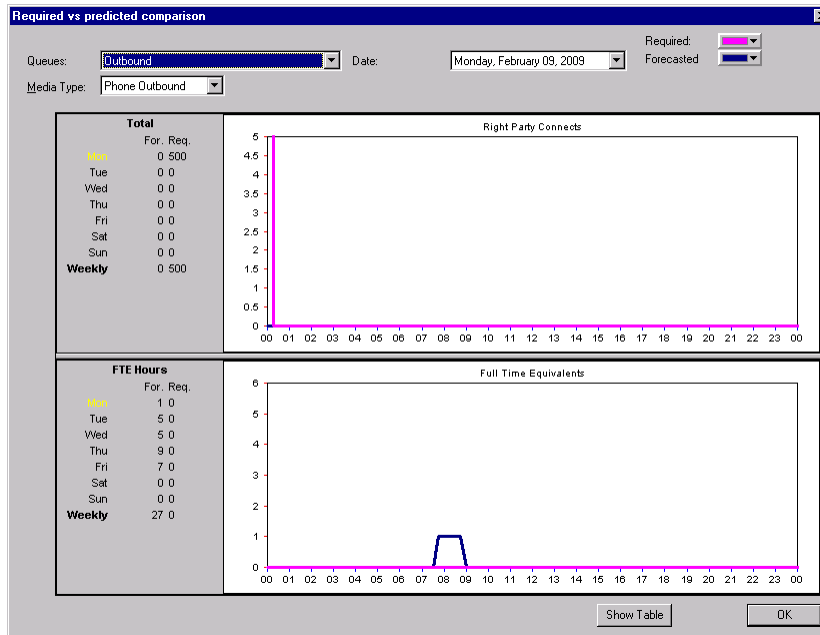 Required vs predicted comparison
Queues: Outbound Date: Monday, February 09, 2009 Required:
Forecasted
Media Type: Phone Outbound
Total
For. Req.
Mon 0 500
Tue 0 0
Wed 0 0
Thu 0 0
Fri 0 0
Sat 0 0
Sun 0 0
Weekly 0 500
Right Party Connects
5
4.5
4
3.5
3
2.5
2
1.5
1
0.5
0
00 01 02 03 04 05 06 07 08 09 10 11 12 13 14 15 16 17 18 19 20 21 22 23 00
FTE Hours
For. Req.
Mon 1 0
Tue 5 0
Wed 5 0
Thu 9 0
Fri 7 0
Sat 0 0
Sun 0 0
Weekly 27 0
Full Time Equivalents
6
5
4
3
2
1
0
00 01 02 03 04 05 06 07 08 09 10 11 12 13 14 15 16 17 18 19 20 21 22 23 00
Show Table OK